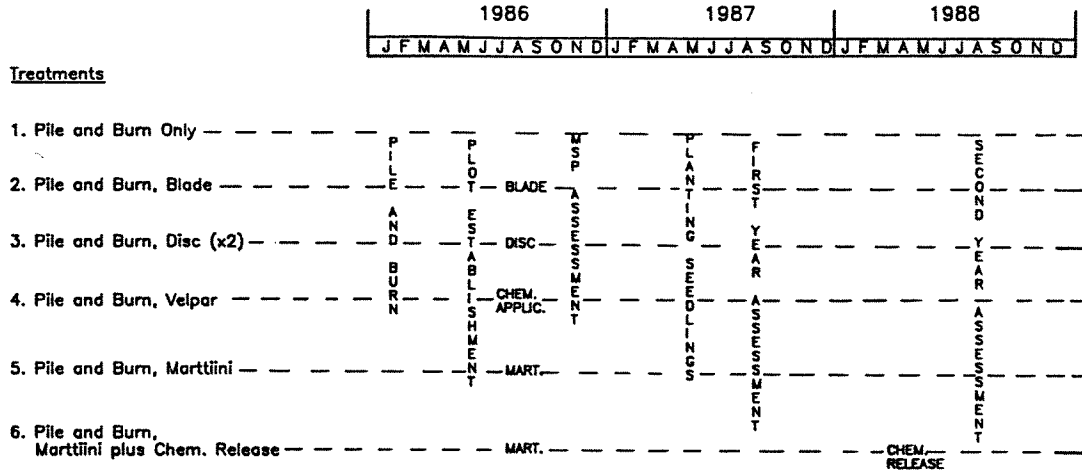 1986 1987 1988
J F M A M J J A S O N D J F M A M J J A S O N D J F M A M J J A S O N D
Treatments
1. Pile and Burn Only
2. Pile and Burn, Blade BLADE
3. Pile and Burn, Disc (x2) DISC
4. Pile and Burn, Velpar CHEM.
APPLIC.
5. Pile and Burn, Marttiini MART.
6. Pile and Burn,
Marttiini plus Chem. Release MART. CHEM.
RELEASE
PILE AND BURN
PLOT ESTABLISHMENT
MSP ASSESSMENT
PLANTING SEEDLINGS
FIRST YEAR ASSESSMENT
SECOND YEAR ASSESSMENT